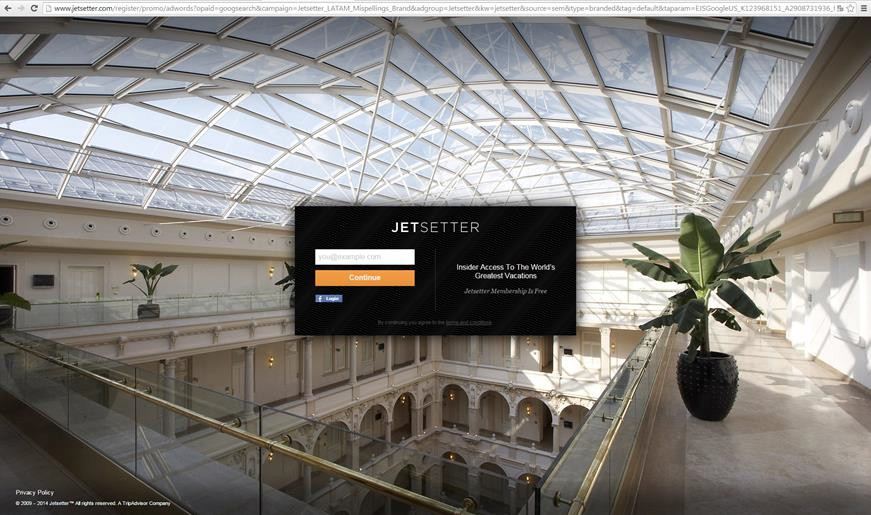 www.jetsetter.com/register/promo/adwords?opaid=googsearch&campaign=Jetsetter_LATAM_Mispellings_Brand&adgroup=Jetsetter&kw=jetsetter&source=sem&type=branded&tag=default&taparam=EISGoogleUS_K123968151_A2908731936_
JETSETTER
you@example.com
Continue
f Login
Insider Access To The World's
Greatest Vacations
Jetsetter Membership Is Free
By continuing you agree to the terms and conditions.
Privacy Policy
© 2009 - 2014 Jetsetter™ All rights reserved. A TripAdvisor Company